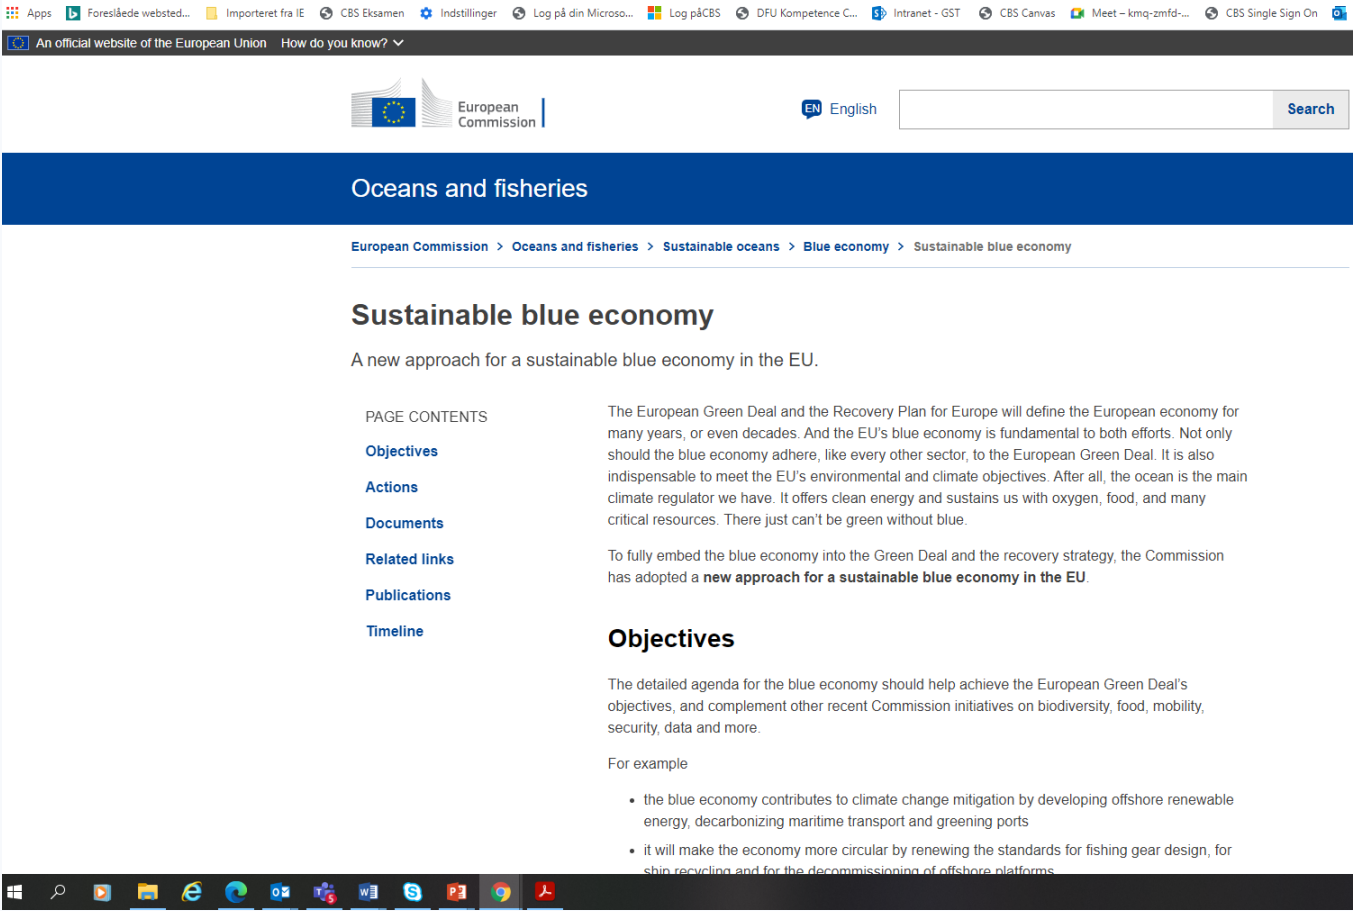 Apps Foreslåede websted... Importeret fra IE CBS Eksamen Indstillinger Log på din Microso... Log påCBS DFU Kompetence C... Intranet - GST CBS Canvas Meet – kmq-zmfd-... CBS Single Sign On
An official website of the European Union How do you know?
European
Commission
EN English
Search
Oceans and fisheries
European Commission > Oceans and fisheries > Sustainable oceans > Blue economy > Sustainable blue economy
Sustainable blue economy
A new approach for a sustainable blue economy in the EU.
PAGE CONTENTS
Objectives
Actions
Documents
Related links
Publications
Timeline
The European Green Deal and the Recovery Plan for Europe will define the European economy for
many years, or even decades. And the EU’s blue economy is fundamental to both efforts. Not only
should the blue economy adhere, like every other sector, to the European Green Deal. It is also
indispensable to meet the EU’s environmental and climate objectives. After all, the ocean is the main
climate regulator we have. It offers clean energy and sustains us with oxygen, food, and many
critical resources. There just can’t be green without blue.
To fully embed the blue economy into the Green Deal and the recovery strategy, the Commission
has adopted a new approach for a sustainable blue economy in the EU.
Objectives
The detailed agenda for the blue economy should help achieve the European Green Deal’s
objectives, and complement other recent Commission initiatives on biodiversity, food, mobility,
security, data and more.
For example
• the blue economy contributes to climate change mitigation by developing offshore renewable
energy, decarbonizing maritime transport and greening ports
• it will make the economy more circular by renewing the standards for fishing gear design, for
ship recycling and for the decommissioning of offshore platforms